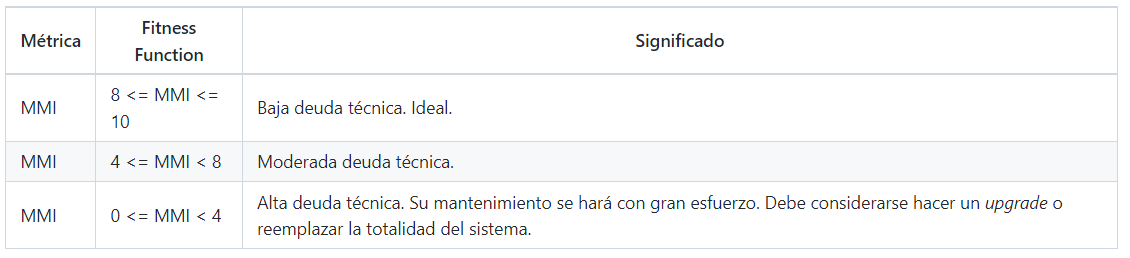 Métrica Fitness Function Significado
MMI 8 <= MMI <= 10 Baja deuda técnica. Ideal.
MMI 4 <= MMI < 8 Moderada deuda técnica.
MMI 0 <= MMI < 4 Alta deuda técnica. Su mantenimiento se hará con gran esfuerzo. Debe considerarse hacer un upgrade o
reemplazar la totalidad del sistema.